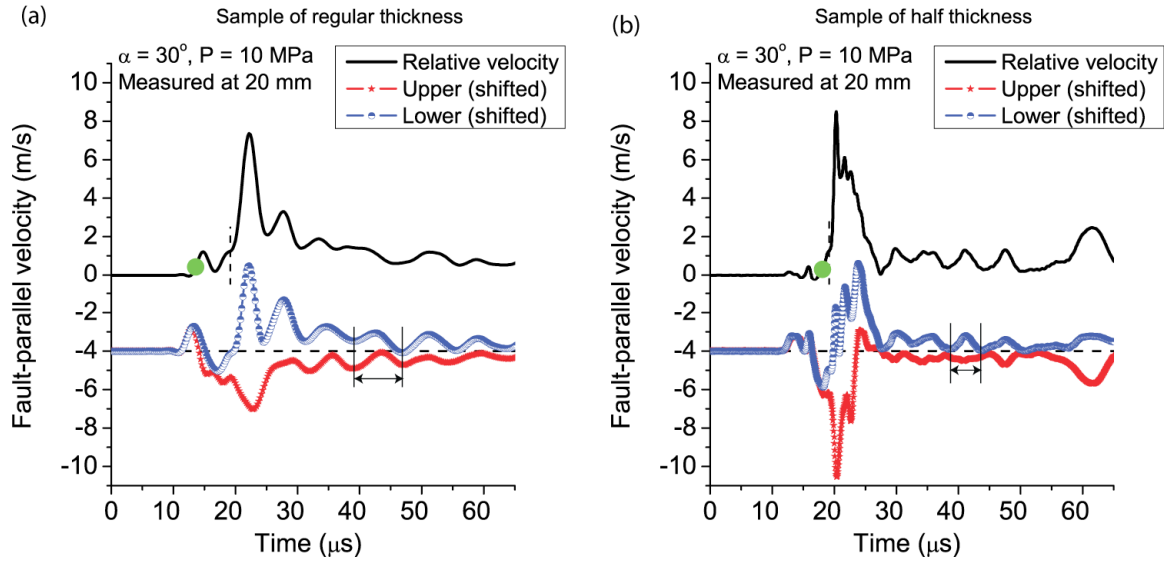 (a)
Sample of regular thickness
α = 30°, P = 10 MPa
Measured at 20 mm
Relative velocity
Upper (shifted)
Lower (shifted)
Fault-parallel velocity (m/s)
10
8
6
4
2
0
-2
-4
-6
-8
-10
0 10 20 30 40 50 60
Time (μs)
(b)
Sample of half thickness
α = 30°, P = 10 MPa
Measured at 20 mm
Relative velocity
Upper (shifted)
Lower (shifted)
Fault-parallel velocity (m/s)
10
8
6
4
2
0
-2
-4
-6
-8
-10
0 10 20 30 40 50 60
Time (μs)